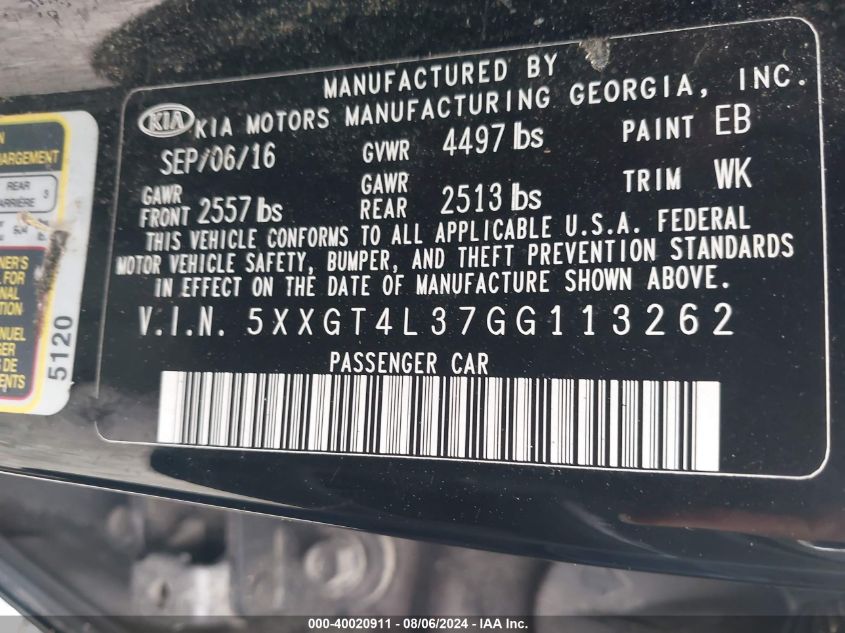 MANUFACTURED BY
KIA KIA MOTORS MANUFACTURING GEORGIA, INC.
SEP/06/16 GVWR 4497 lbs PAINT EB
GAWR FRONT 2557 lbs GAWR REAR 2513 lbs TRIM WK
THIS VEHICLE CONFORMS TO ALL APPLICABLE U.S.A. FEDERAL
MOTOR VEHICLE SAFETY, BUMPER, AND THEFT PREVENTION STANDARDS
IN EFFECT ON THE DATE OF MANUFACTURE SHOWN ABOVE.
V.I.N. 5XXGT4L37GG113262
PASSENGER CAR
REAR 3
5120
000-40020911 - 08/06/2024 - IAA Inc.